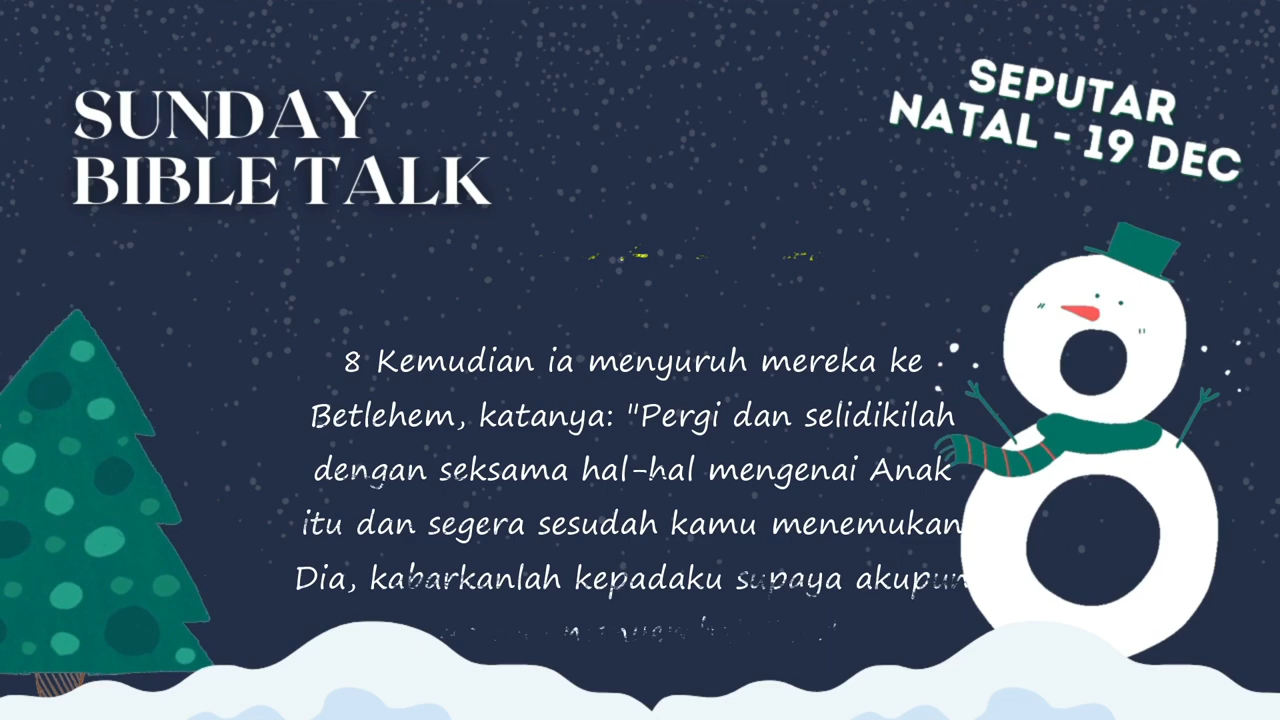 SUNDAY
BIBLE TALK
SEPUTAR
NATAL - 19 DEC
8 Kemudian ia menyuruh mereka ke
Betlehem, katanya: "Pergi dan selidikilah
dengan seksama hal-hal mengenai Anak
itu dan segera sesudah kamu menemukan
Dia, kabarkanlah kepadaku supaya akupun